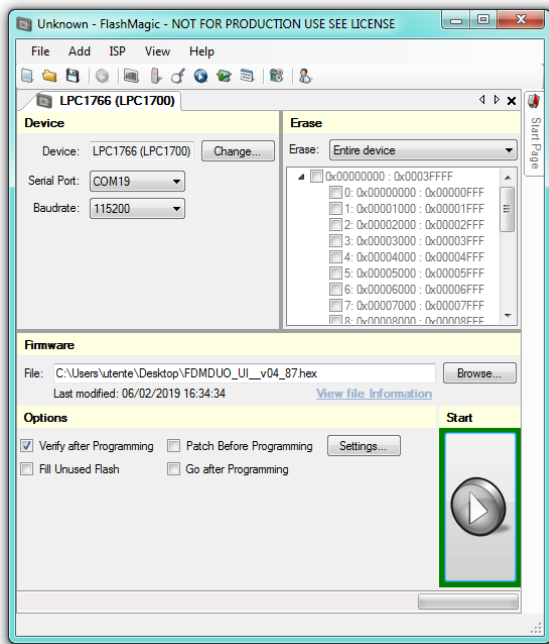 Unknown - FlashMagic - NOT FOR PRODUCTION USE SEE LICENSE
File Add ISP View Help
LPC1766 (LPC1700)
Start Page
Device
Device: LPC1766 (LPC1700) Change...
Serial Port: COM19
Baudrate: 115200
Erase
Erase: Entire device
0x00000000 : 0x0003FFFF
0: 0x00000000 : 0x00000FFF
1: 0x00001000 : 0x00001FFF
2: 0x00002000 : 0x00002FFF
3: 0x00003000 : 0x00003FFF
4: 0x00004000 : 0x00004FFF
5: 0x00005000 : 0x00005FFF
6: 0x00006000 : 0x00006FFF
7: 0x00007000 : 0x00007FFF
8: 0x00008000 : 0x00008FFF
Firmware
File: C:\Users\utente\Desktop\FDMDUO_UI__v04_87.hex Browse...
Last modified: 06/02/2019 16:34:34 View file Information
Options
Verify after Programming Patch Before Programming Settings...
Fill Unused Flash Go after Programming
Start